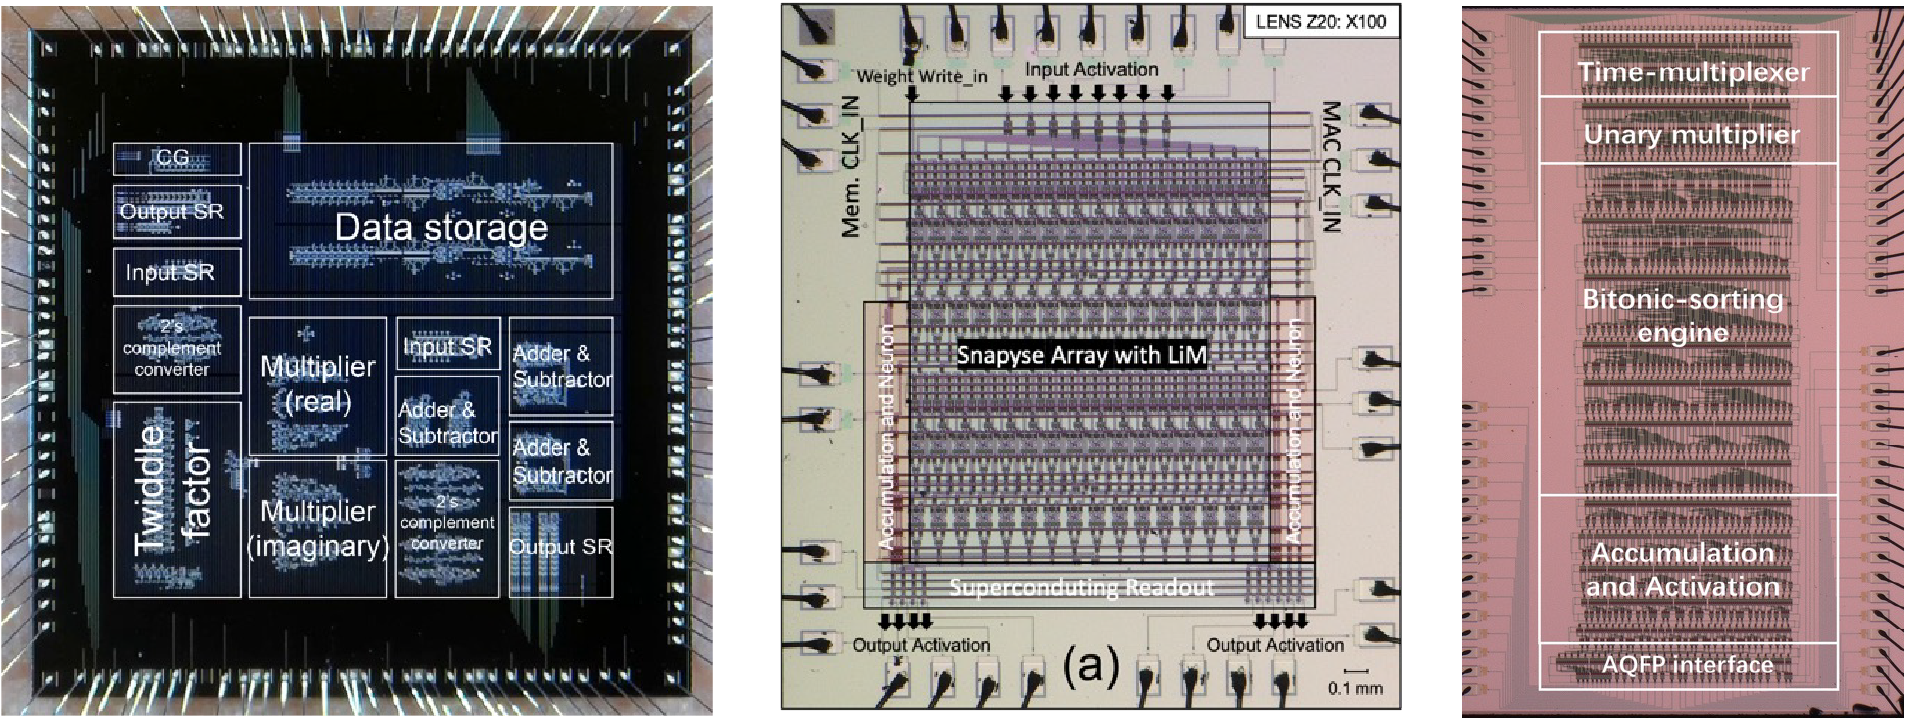 CG
Output SR
Input SR
2's
complement
converter
Twiddle
factor
Data storage
Multiplier
(real)
Multiplier
(imaginary)
Input SR
Adder &
Subtractor
2's
complement
converter
Adder &
Subtractor
Adder &
Subtractor
Output SR
LENS Z20: X100
Weight Write_in
Input Activation
Mem. CLK_IN
MAC CLK_IN
Snapyse Array with LiM
Accumulation and Neuron
Accumulation and Neuron
Superconduting Readout
Output Activation
Output Activation
(a)
0.1 mm
Time-multiplexer
Unary multiplier
Bitonic-sorting
engine
Accumulation
and Activation
AQFP interface